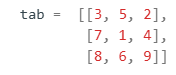 tab = [[3, 5, 2],
[7, 1, 4],
[8, 6, 9]]